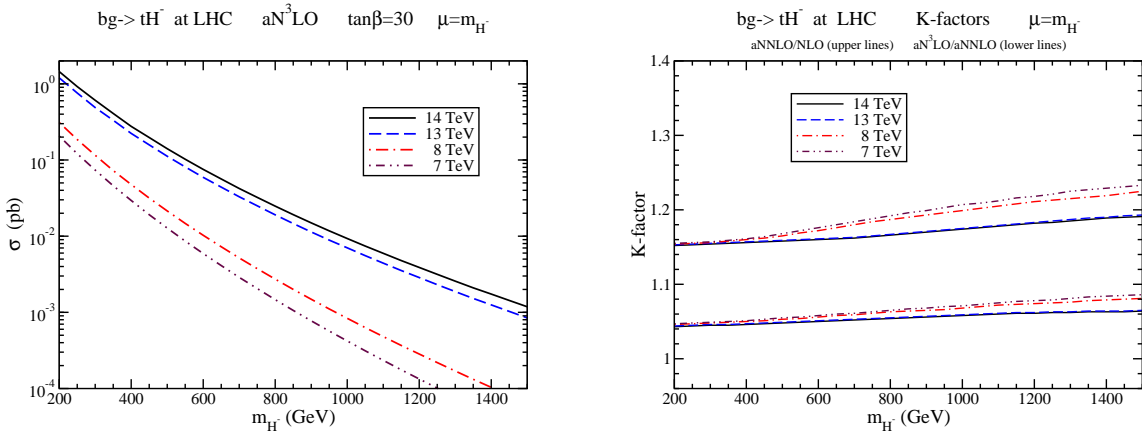 bg-> tH⁻ at LHC aN³LO tanβ=30 μ=m_H⁻
10⁰
10⁻¹
10⁻²
10⁻³
10⁻⁴
σ (pb)
14 TeV
13 TeV
8 TeV
7 TeV
200 400 600 800 1000 1200 1400
m_H⁻ (GeV)
bg-> tH⁻ at LHC K-factors μ=m_H⁻
aNNLO/NLO (upper lines) aN³LO/aNNLO (lower lines)
1.4
1.3
1.2
1.1
1
K-factor
14 TeV
13 TeV
8 TeV
7 TeV
200 400 600 800 1000 1200 1400
m_H⁻ (GeV)